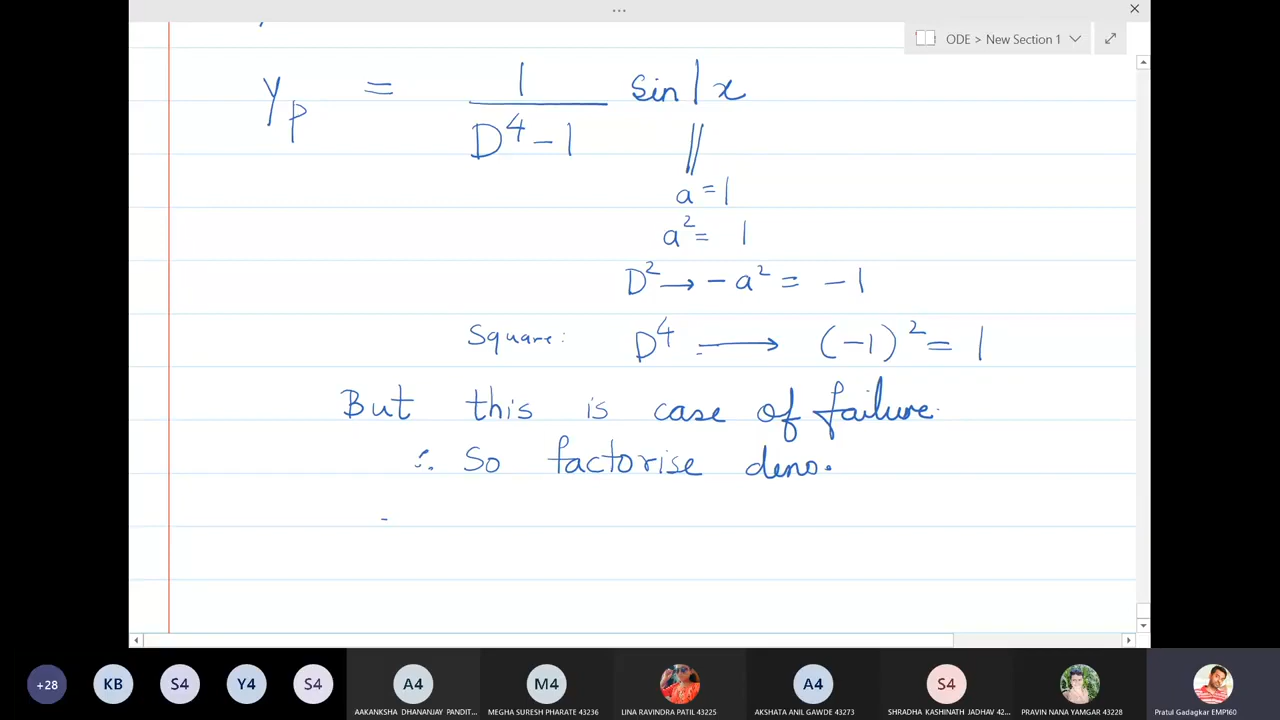 ODE > New Section 1
yp = 1 / (D⁴ - 1) sin 1x
a = 1
a² = 1
D² → - a² = - 1
Square: D⁴ → (-1)² = 1
But this is case of failure.
∴ So factorise deno.
+28 KB S4 Y4 S4 A4 M4 A4 S4
AAKANKSHA DHANANJAY PANDIT... MEGHA SURESH PHARATE 43236 LINA RAVINDRA PATIL 43225 AKSHATA ANIL GAWDE 43273 SHRADHA KASHINATH JADHAV 42... PRAVIN NANA YAMGAR 43228 Pratul Gadagkar EMP160